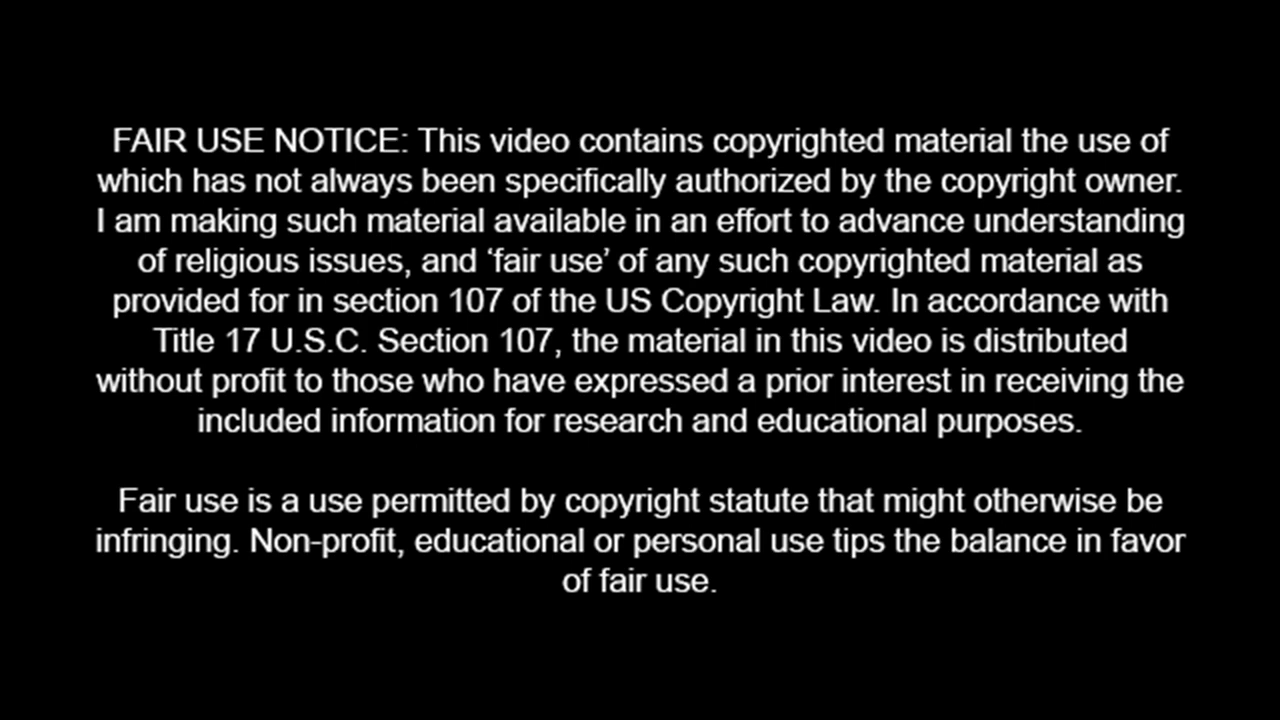 FAIR USE NOTICE: This video contains copyrighted material the use of
which has not always been specifically authorized by the copyright owner.
I am making such material available in an effort to advance understanding
of religious issues, and ‘fair use’ of any such copyrighted material as
provided for in section 107 of the US Copyright Law. In accordance with
Title 17 U.S.C. Section 107, the material in this video is distributed
without profit to those who have expressed a prior interest in receiving the
included information for research and educational purposes.
Fair use is a use permitted by copyright statute that might otherwise be
infringing. Non-profit, educational or personal use tips the balance in favor
of fair use.